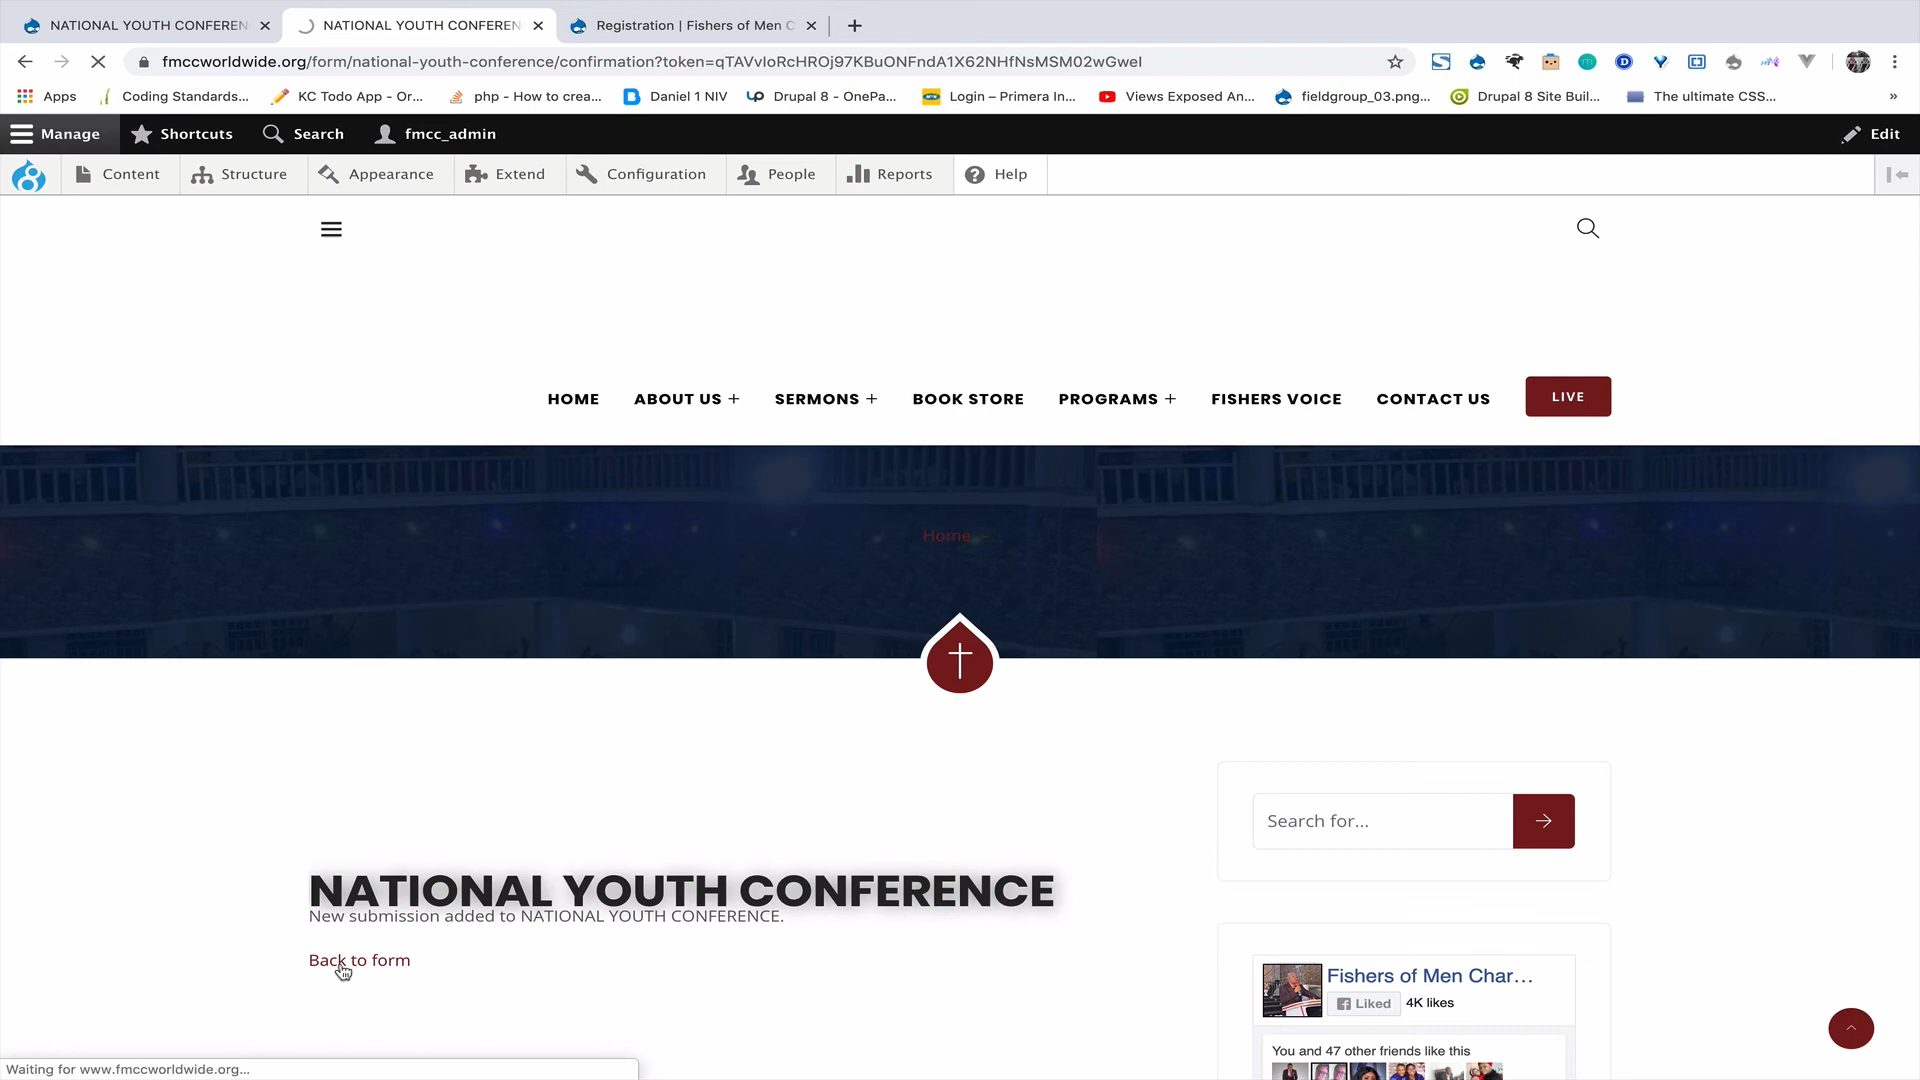 NATIONAL YOUTH CONFEREN
NATIONAL YOUTH CONFEREN
Registration | Fishers of Men C
fmccworldwide.org/form/national-youth-conference/confirmation?token=qTAVvIoRcHROj97KBuONFndA1X62NHfNsMSM02wGweI
Apps
Coding Standards...
KC Todo App - Or...
php - How to crea...
Daniel 1 NIV
Drupal 8 - OnePa...
Login – Primera In...
Views Exposed An...
fieldgroup_03.png...
Drupal 8 Site Buil...
The ultimate CSS...
»
Manage
Shortcuts
Search
fmcc_admin
Edit
Content
Structure
Appearance
Extend
Configuration
People
Reports
Help
HOME
ABOUT US +
SERMONS +
BOOK STORE
PROGRAMS +
FISHERS VOICE
CONTACT US
LIVE
Home -
Search for...
NATIONAL YOUTH CONFERENCE
New submission added to NATIONAL YOUTH CONFERENCE.
Back to form
Fishers of Men Char...
Liked
4K likes
You and 47 other friends like this
Waiting for www.fmccworldwide.org...